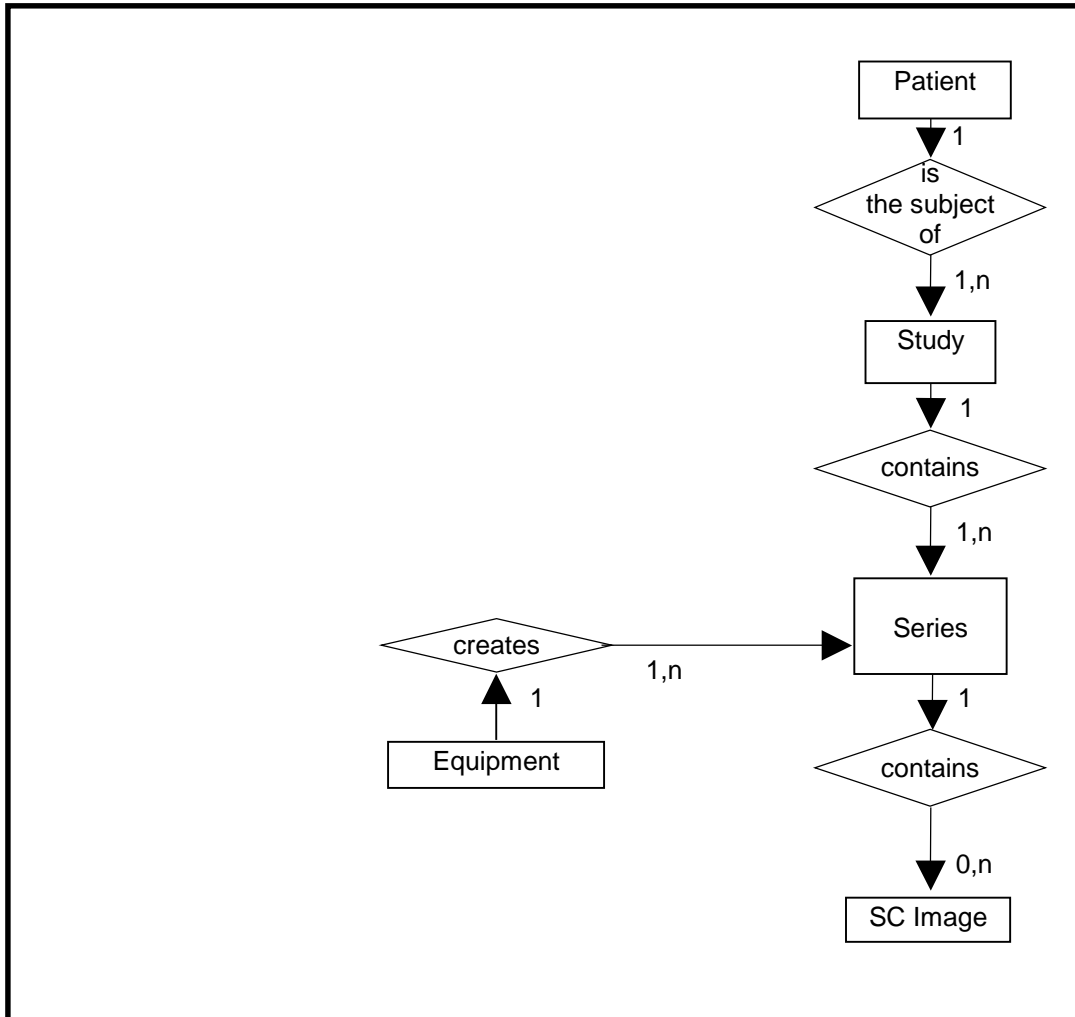 Patient
1
is
the subject
of
1,n
Study
1
contains
1,n
Series
creates
1,n
1
1
Equipment
contains
0,n
SC Image